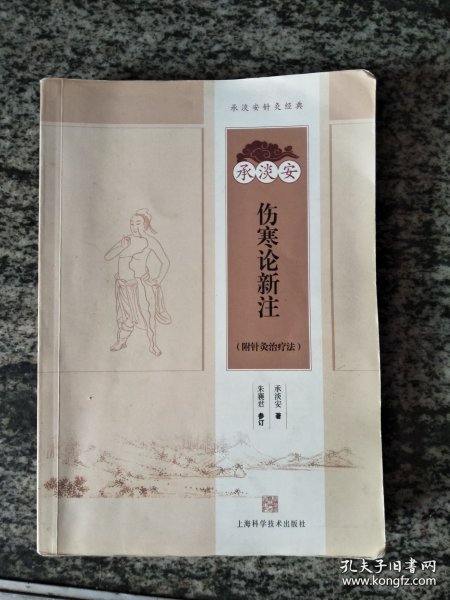 承淡安针灸经典
承淡安
伤寒论新注
（附针灸治疗法）
承淡安 著
朱襄君 参订
上海科学技术出版社
孔夫子旧书网
www.kongfz.com